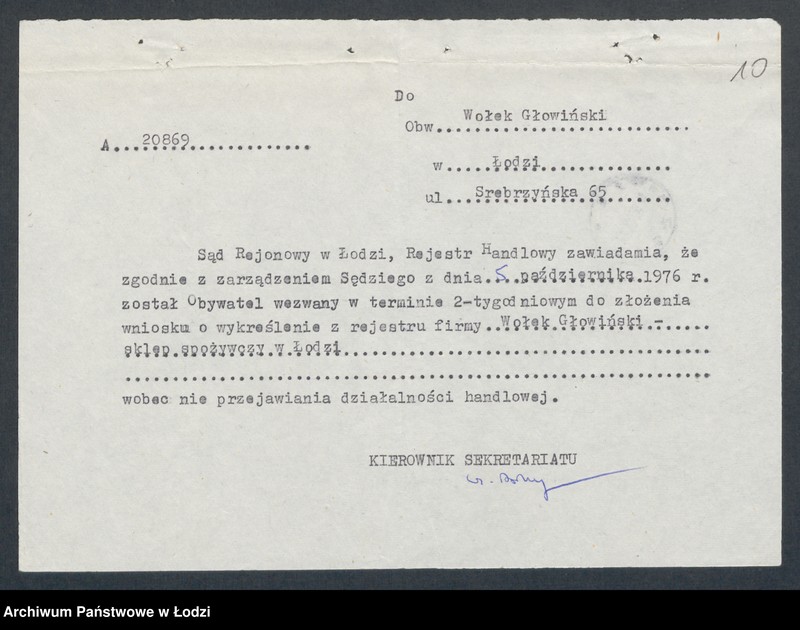 10
Do
Obw Wołek Głowiński
A....20869..............
w.....Łodzi...............
ul....Srebrzyńska 65.......
Sąd Rejonowy w Łodzi, Rejestr Handlowy zawiadamia, że
zgodnie z zarządzeniem Sędziego z dnia..5.października.1976 r.
został Obywatel wezwany w terminie 2-tygodniowym do złożenia
wniosku o wykreślenie z rejestru firmy..Wołek Głowiński -......
sklep.spożywczy.w.Łodzi........................................
...............................................................
wobec nie przejawiania działalności handlowej.
KIEROWNIK SEKRETARIATU
Archiwum Państwowe w Łodzi